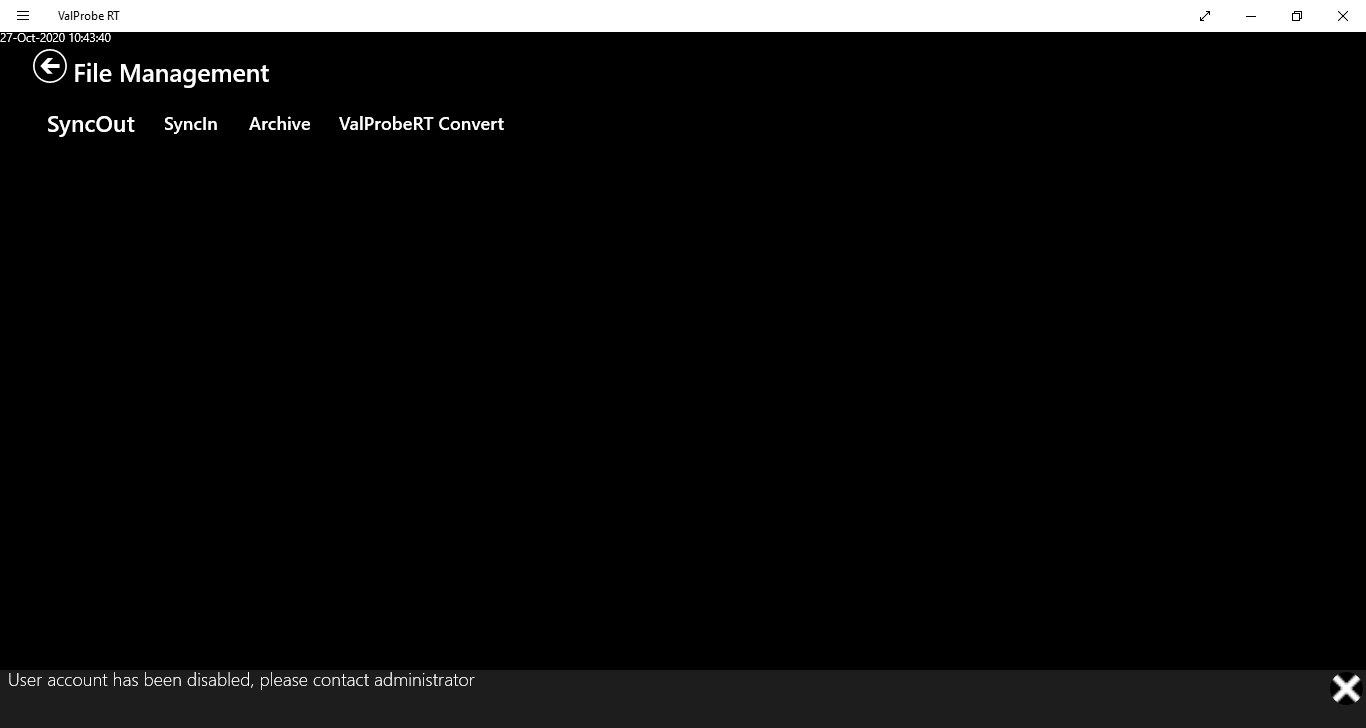 ValProbe RT
27-Oct-2020 10:43:40
File Management
SyncOut SyncIn Archive ValProbeRT Convert
User account has been disabled, please contact administrator